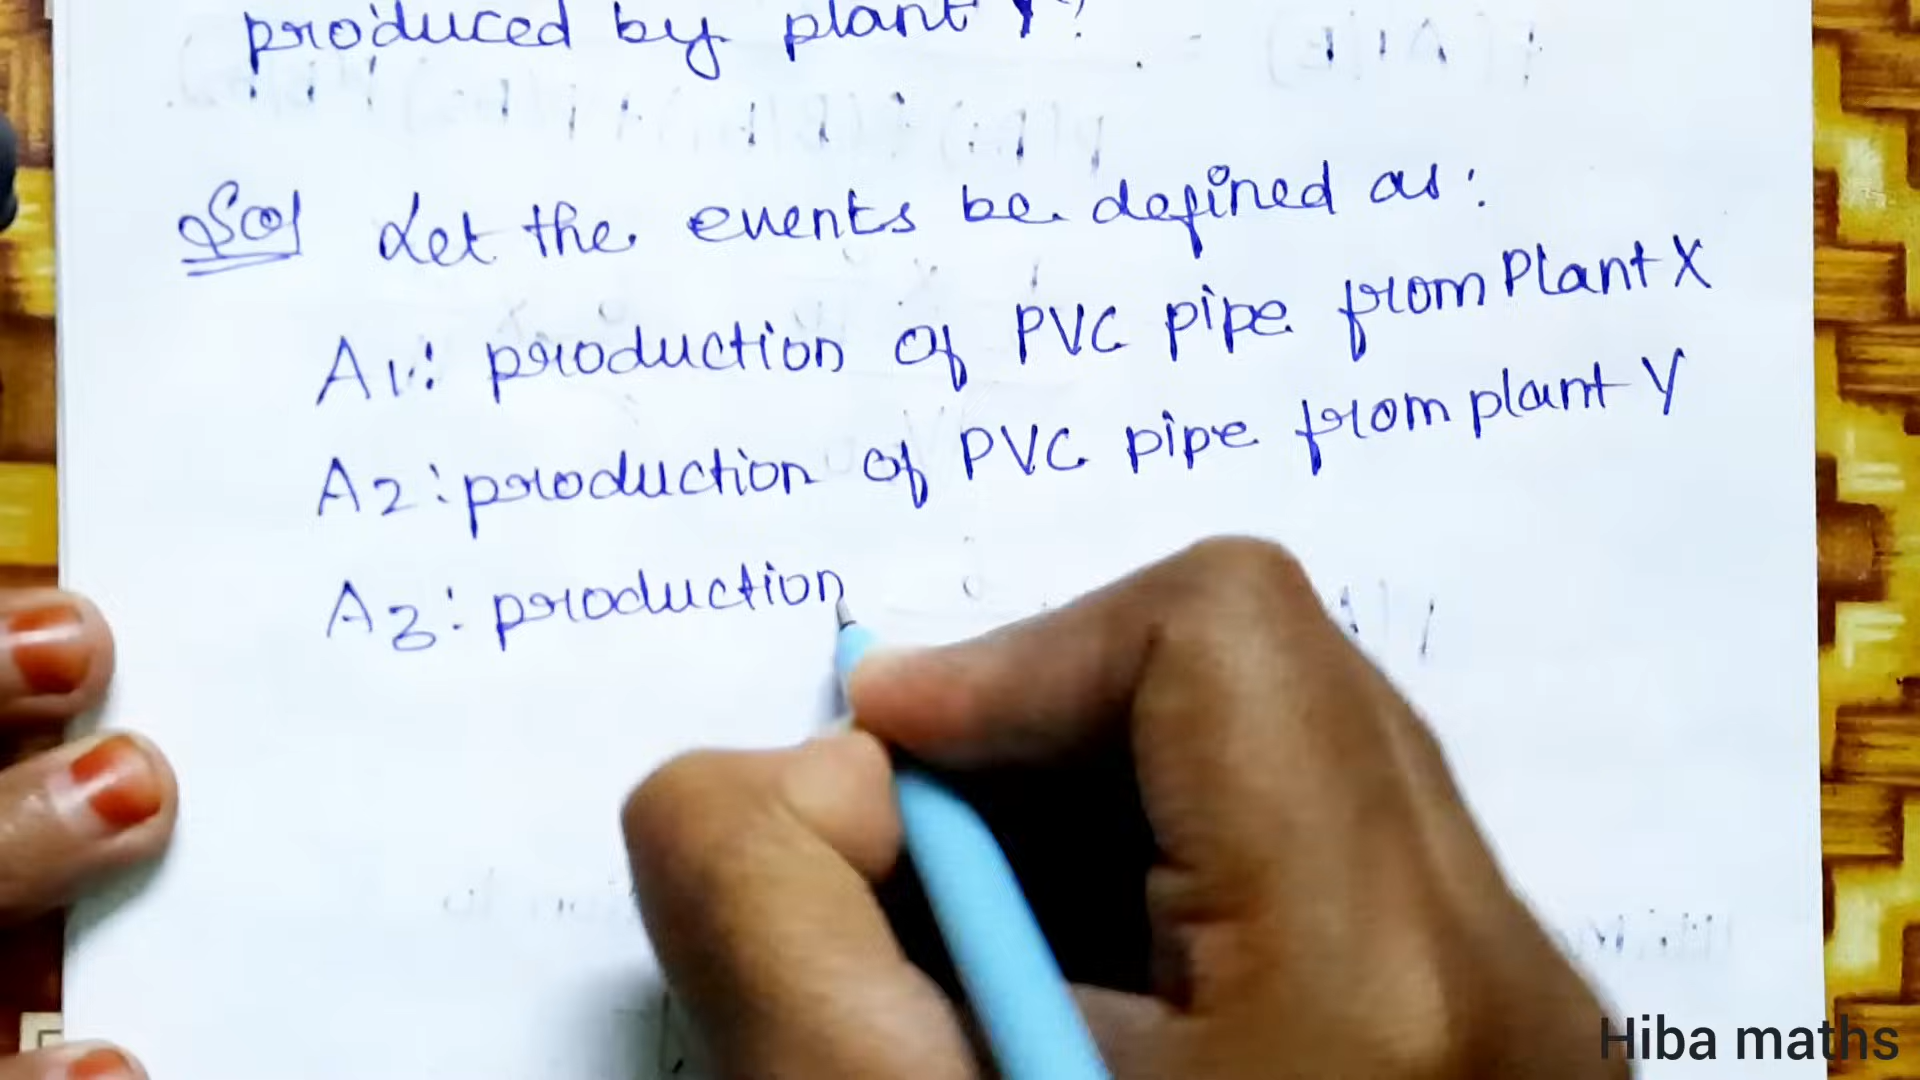 produced by plant Y?
Sol Let the events be defined as:
A1: production of PVC pipe from Plant X
A2: production of PVC pipe from plant Y
A3: production
Hiba maths